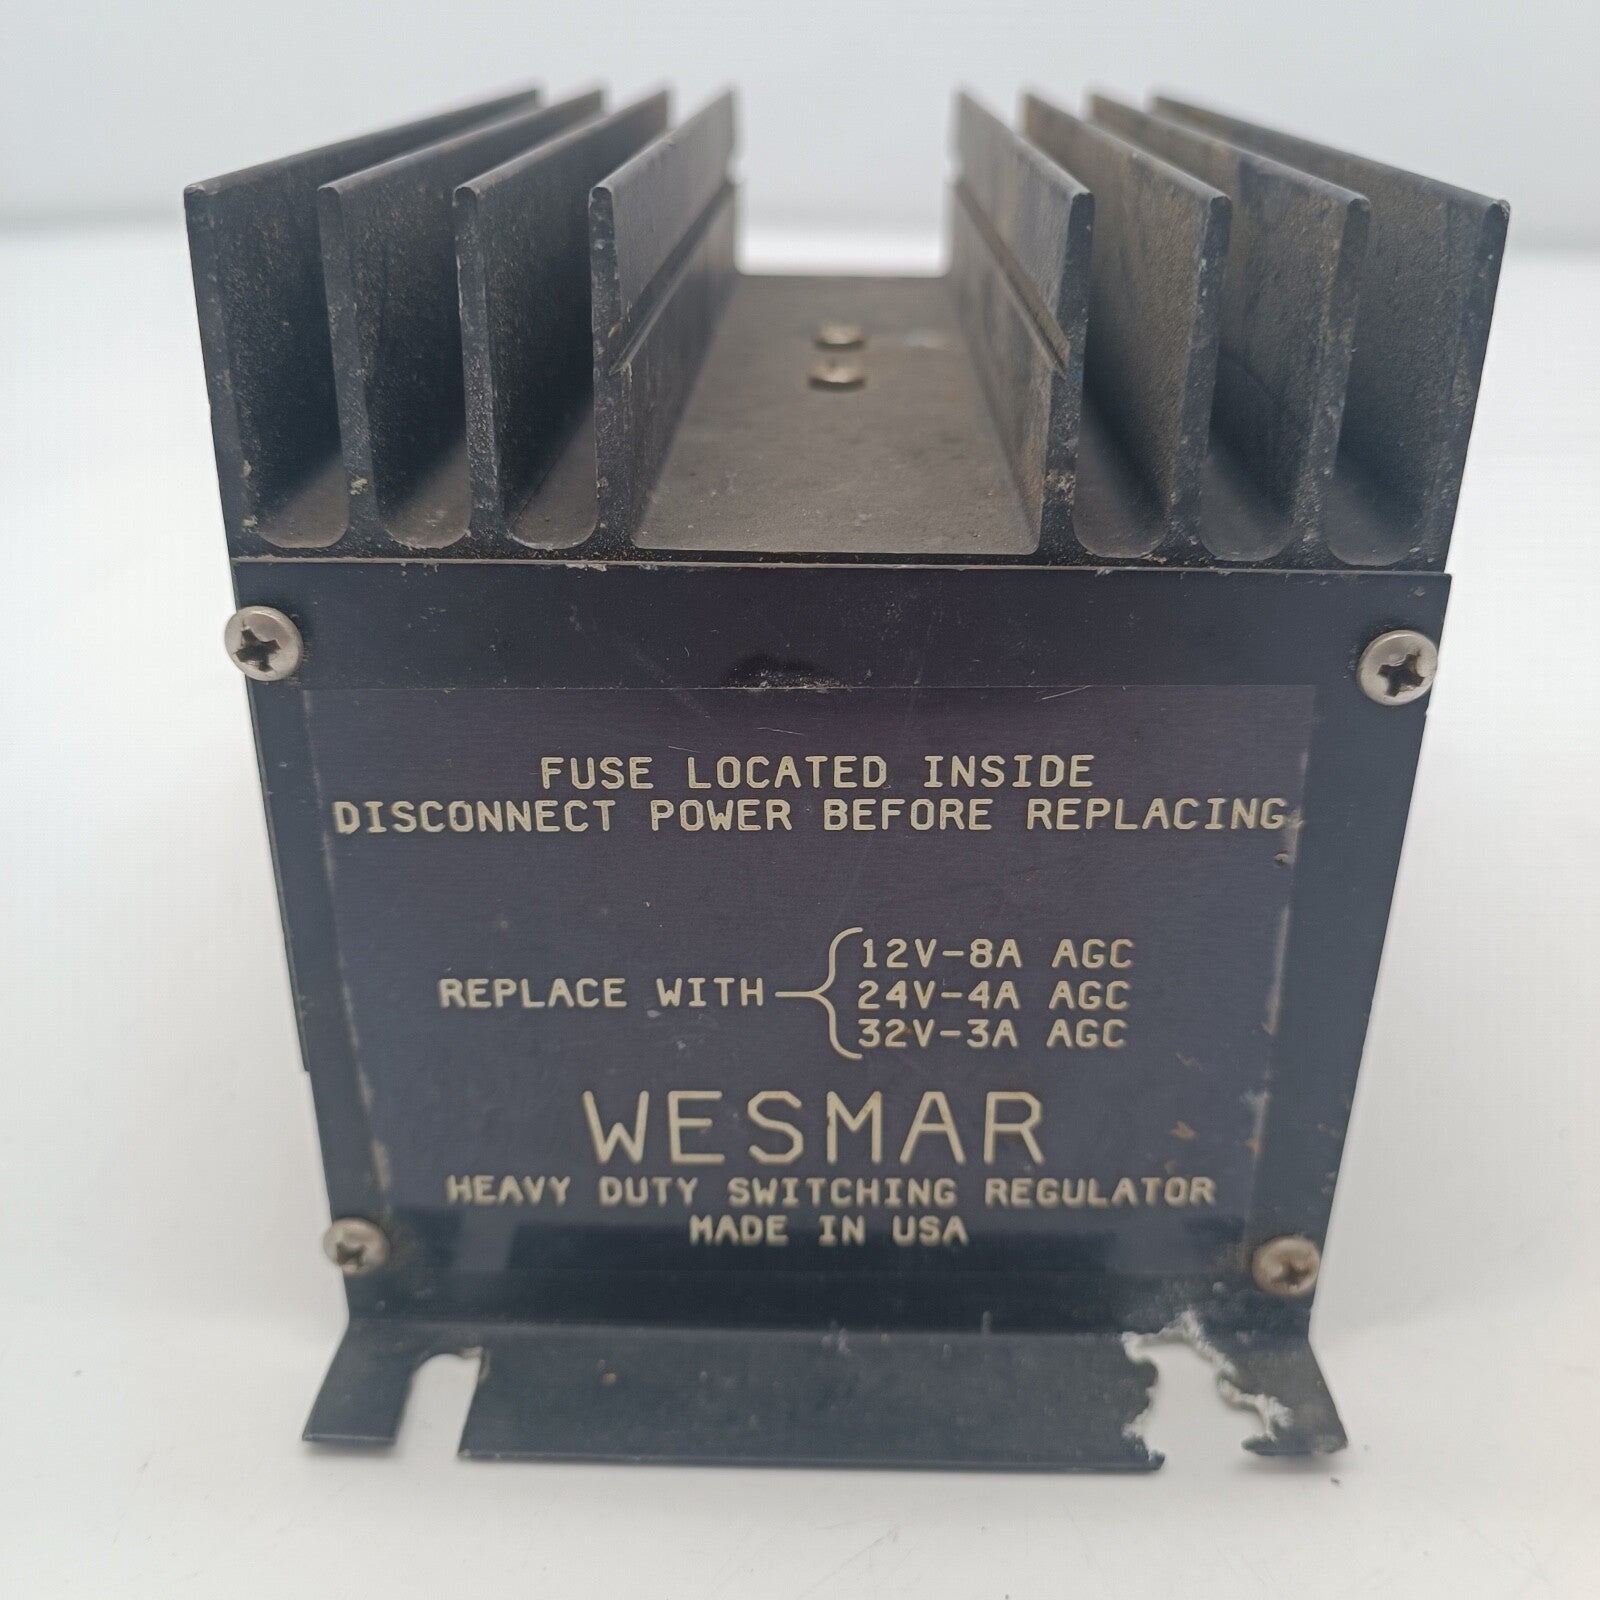 FUSE LOCATED INSIDE
DISCONNECT POWER BEFORE REPLACING
REPLACE WITH
12V-8A AGC
24V-4A AGC
32V-3A AGC
WESMAR
HEAVY DUTY SWITCHING REGULATOR
MADE IN USA